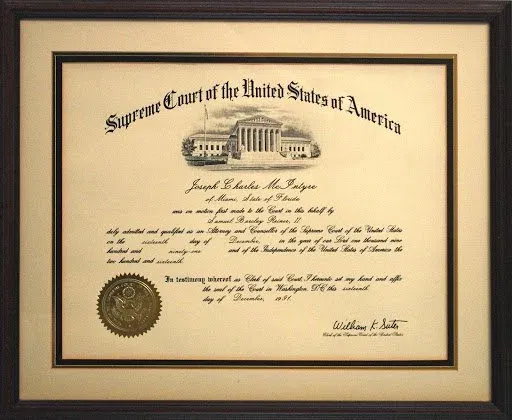 Supreme Court of the United States of America
Joseph Charles McIntyre
of Miami, State of Florida
was on motion first made to the Court in this behalf by
Samuel Barclay Reiner, II
duly admitted and qualified as an Attorney and Counsellor of the Supreme Court of the United States
on the sixteenth day of December, in the year of our Lord one thousand nine
hundred and ninety-one and of the Independence of the United States of America the
two hundred and sixteenth
In testimony whereof as Clerk of said Court I hereunto set my hand and affix
the seal of the Court in Washington, DC this sixteenth
day of December, 1991.
William K. Suter
Clerk of the Supreme Court of the United States